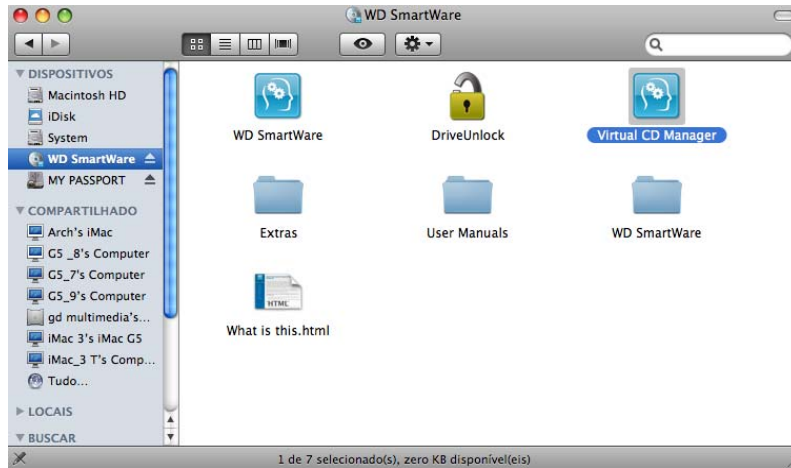 WD SmartWare
DISPOSITIVOS
Macintosh HD
iDisk
System
WD SmartWare
MY PASSPORT
COMPARTILHADO
Arch's iMac
G5 _8's Computer
G5_7's Computer
G5_9's Computer
gd multimedia's...
iMac 3's iMac G5
iMac_3 T's Comp...
Tudo...
LOCAIS
BUSCAR
WD SmartWare
DriveUnlock
Virtual CD Manager
Extras
User Manuals
WD SmartWare
HTML
What is this.html
1 de 7 selecionado(s), zero KB disponível(eis)